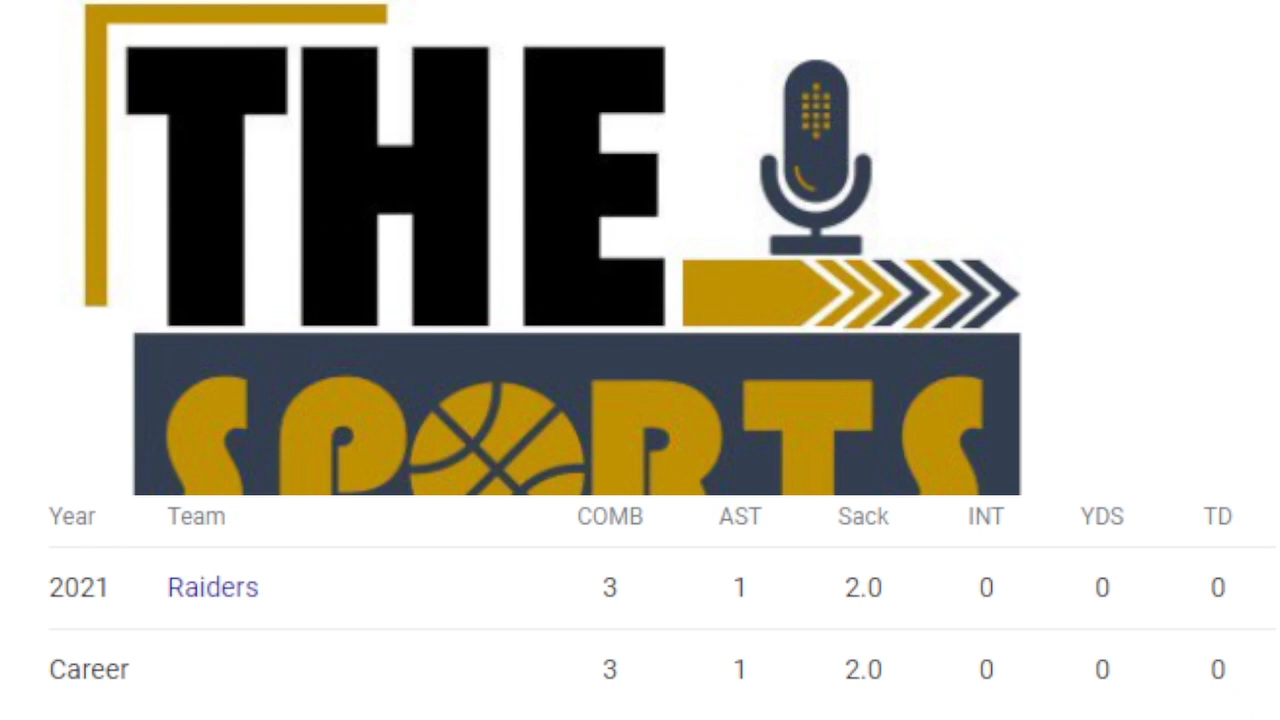 THE
SPORTS
Year Team COMB AST Sack INT YDS TD
2021 Raiders 3 1 2.0 0 0 0
Career 3 1 2.0 0 0 0